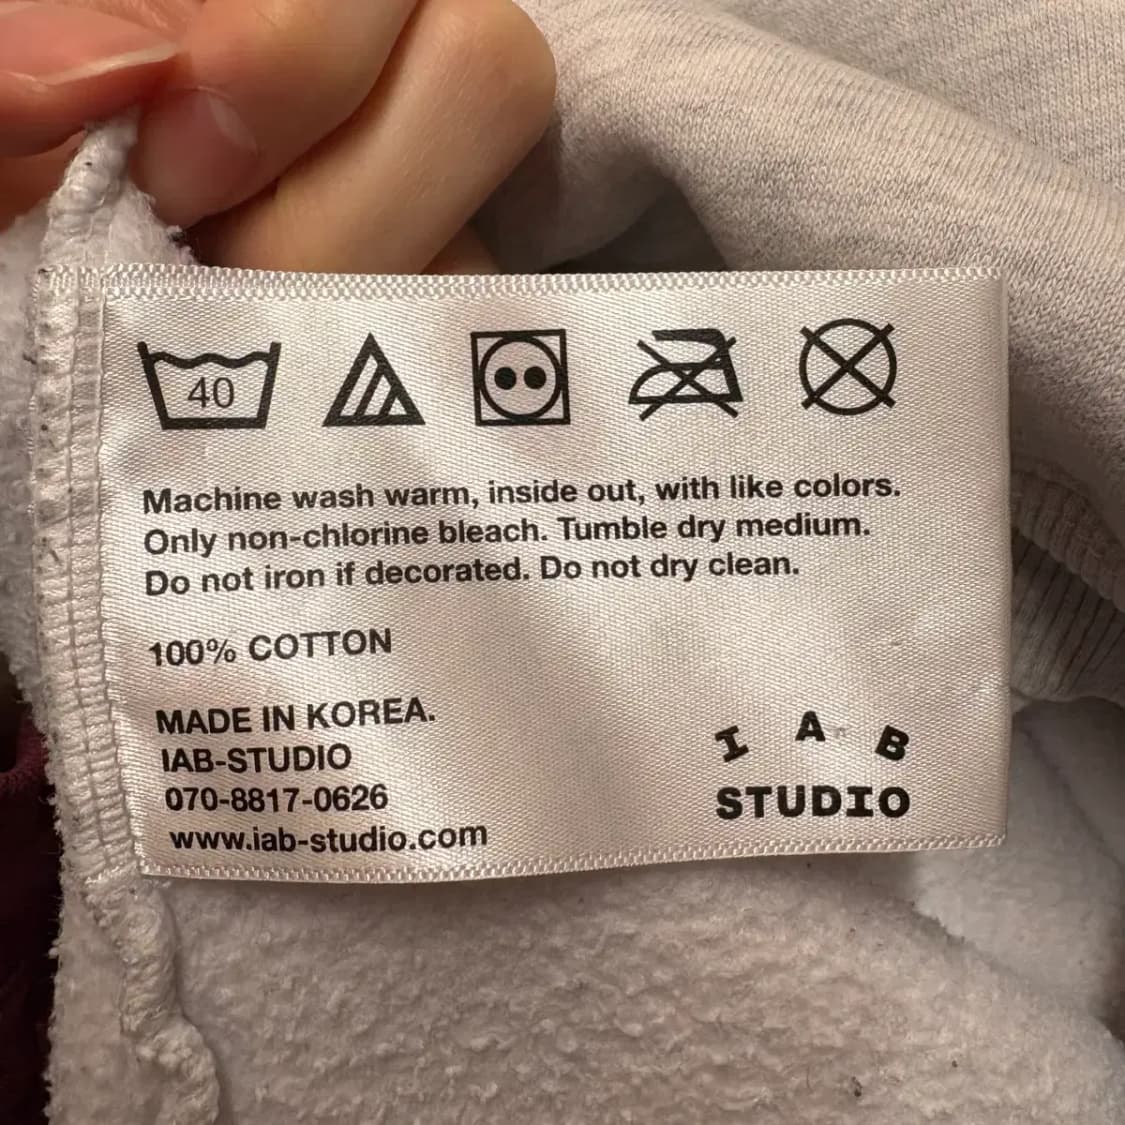 40
Machine wash warm, inside out, with like colors.
Only non-chlorine bleach. Tumble dry medium.
Do not iron if decorated. Do not dry clean.
100% COTTON
MADE IN KOREA.
IAB-STUDIO
070-8817-0626
www.iab-studio.com
I A B
STUDIO